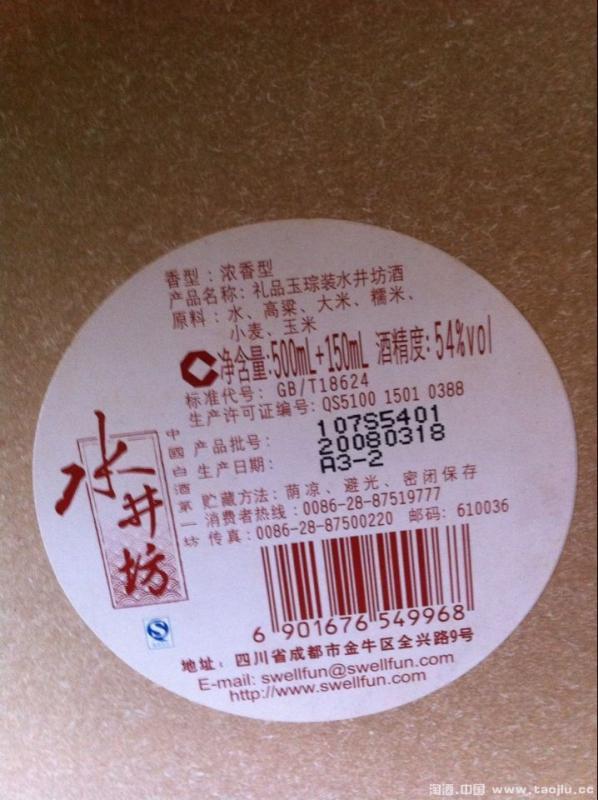 香型：浓香型
产品名称：礼品玉琮装水井坊酒
原料：水、高粱、大米、糯米、
小麦、玉米
净含量:500mL+150mL 酒精度:54%vol
标准代号：GB/T18624
生产许可证编号：QS5100 1501 0388
产品批号：107S5401
生产日期：20080318
A3-2
贮藏方法：荫凉、避光、密闭保存
消费者热线：0086-28-87519777
传真：0086-28-87500220 邮码：610036
水井坊
中國白酒第一坊
QS
6 901676 549968
地址：四川省成都市金牛区全兴路9号
E-mail: swellfun@swellfun.com
http://www.swellfun.com
淘酒.中国 www.taojiu.cc